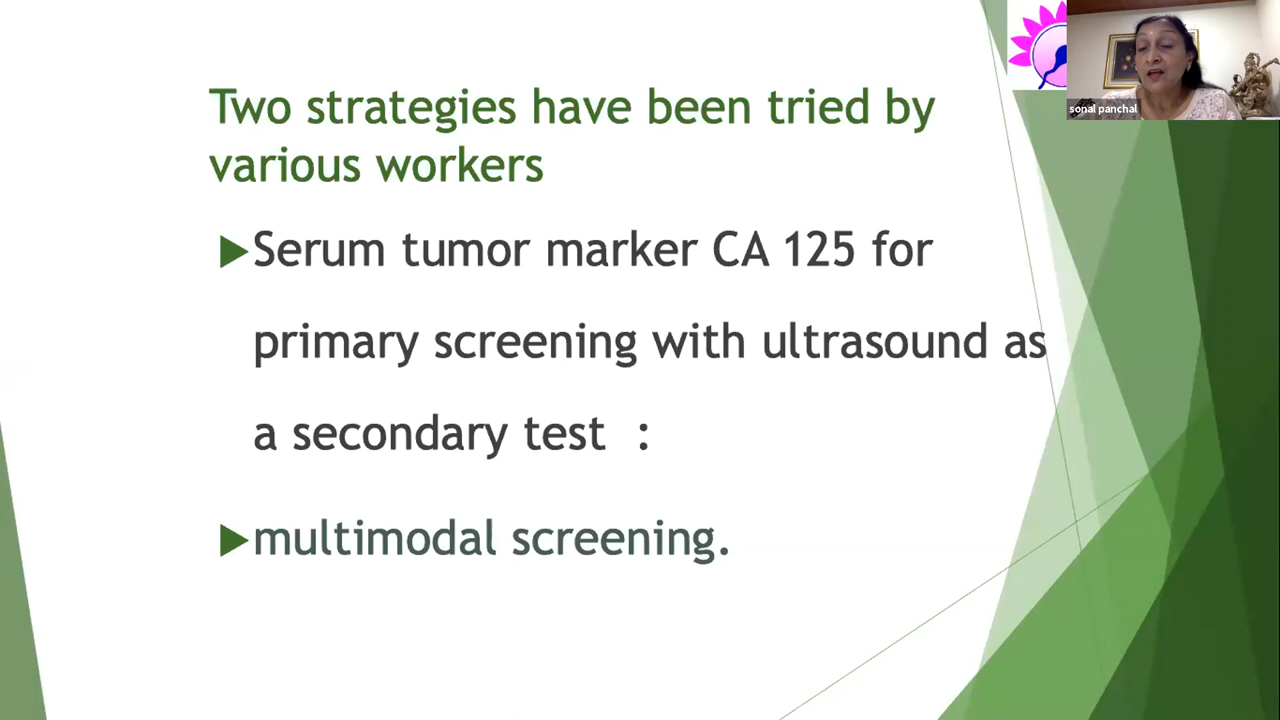 Two strategies have been tried by
various workers
Serum tumor marker CA 125 for
primary screening with ultrasound as
a secondary test :
multimodal screening.
sonal panchal